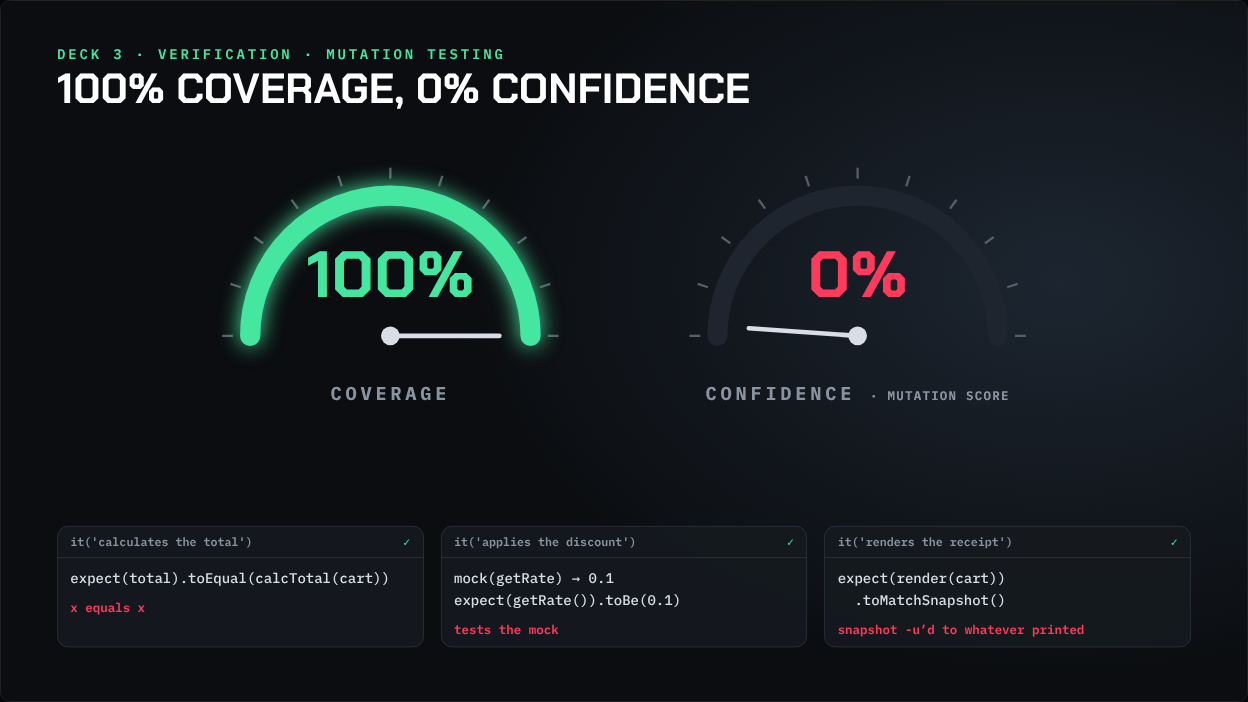 DECK 3 · VERIFICATION · MUTATION TESTING
100% COVERAGE, 0% CONFIDENCE
100%
COVERAGE
0%
CONFIDENCE · MUTATION SCORE
it('calculates the total') ✓
expect(total).toEqual(calcTotal(cart))
x equals x
it('applies the discount') ✓
mock(getRate) → 0.1
expect(getRate()).toBe(0.1)
tests the mock
it('renders the receipt') ✓
expect(render(cart))
  .toMatchSnapshot()
snapshot -u’d to whatever printed